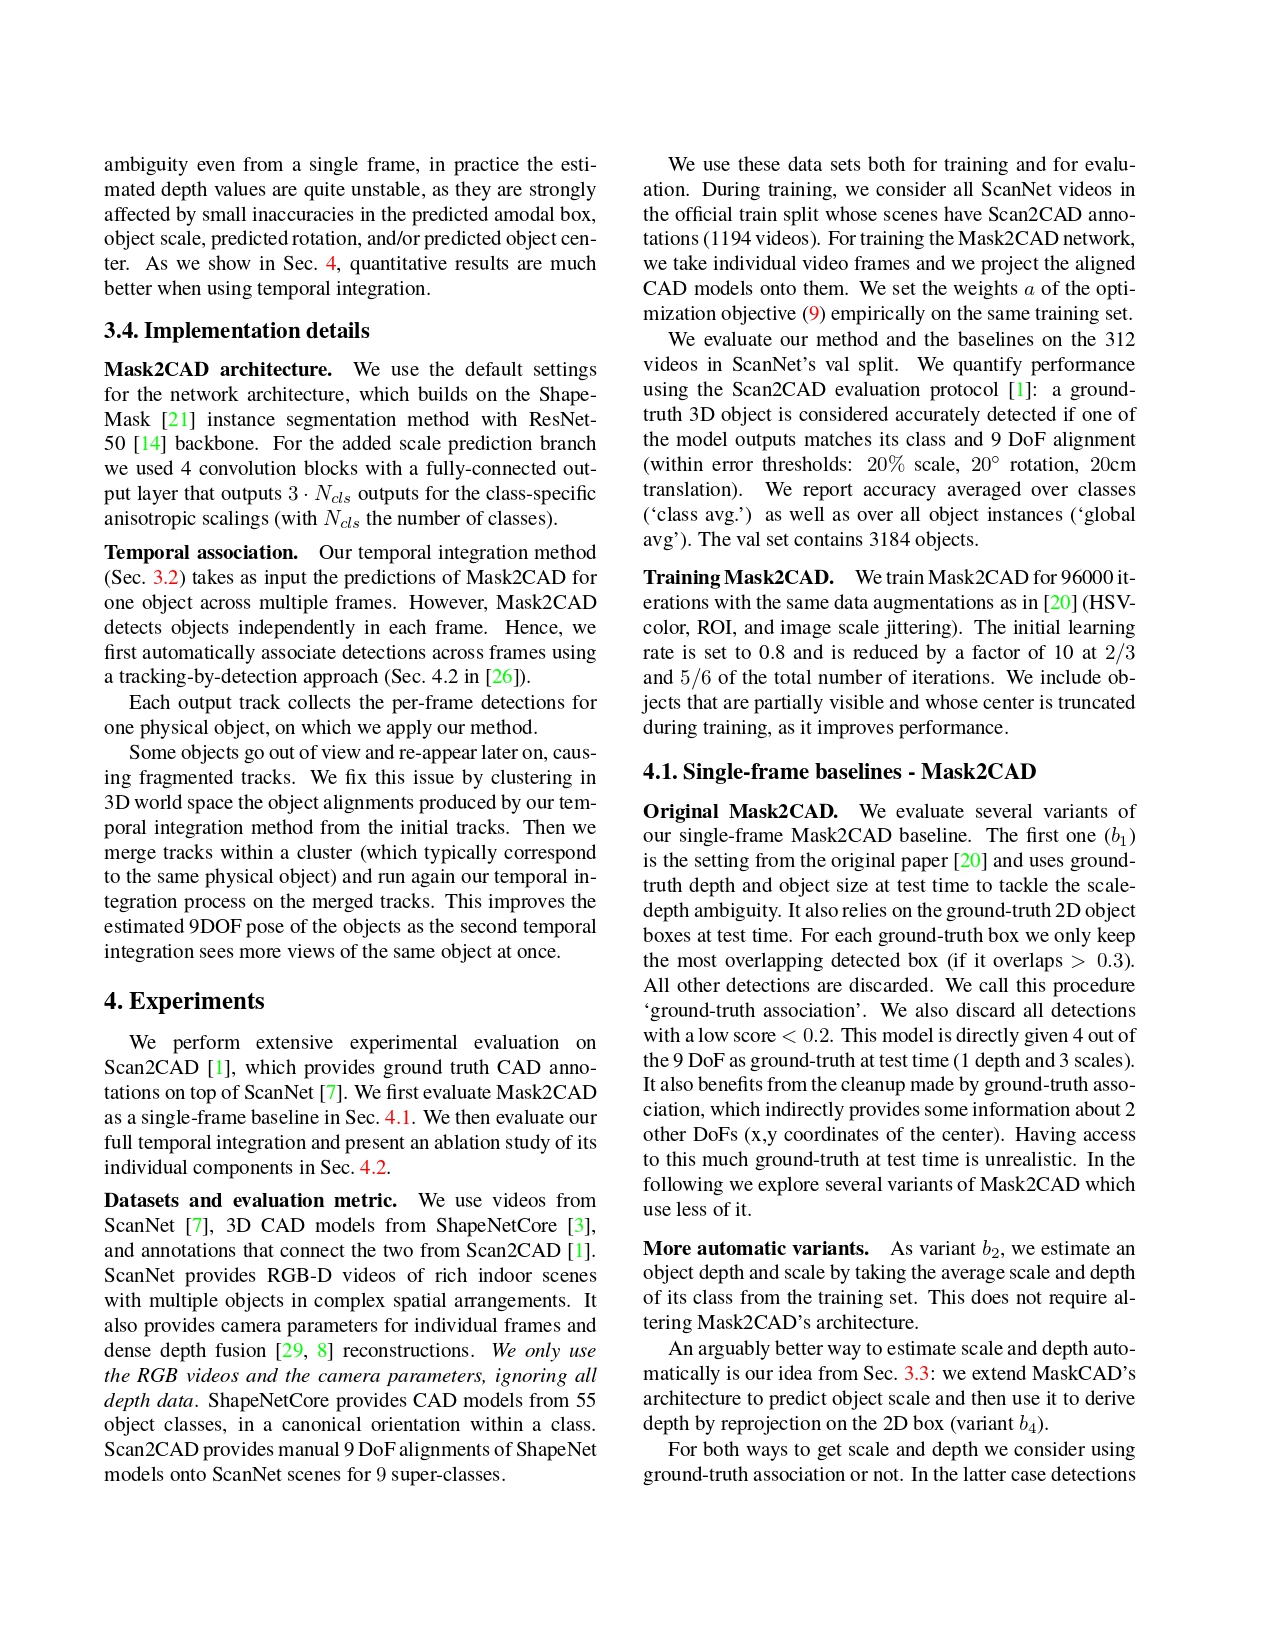 ambiguity even from a single frame, in practice the esti-
mated depth values are quite unstable, as they are strongly
affected by small inaccuracies in the predicted amodal box,
object scale, predicted rotation, and/or predicted object cen-
ter. As we show in Sec. 4, quantitative results are much
better when using temporal integration.
3.4. Implementation details
Mask2CAD architecture. We use the default settings
for the network architecture, which builds on the Shape-
Mask [21] instance segmentation method with ResNet-
50 [14] backbone. For the added scale prediction branch
we used 4 convolution blocks with a fully-connected out-
put layer that outputs 3 · N_cls outputs for the class-specific
anisotropic scalings (with N_cls the number of classes).
Temporal association. Our temporal integration method
(Sec. 3.2) takes as input the predictions of Mask2CAD for
one object across multiple frames. However, Mask2CAD
detects objects independently in each frame. Hence, we
first automatically associate detections across frames using
a tracking-by-detection approach (Sec. 4.2 in [26]).
Each output track collects the per-frame detections for
one physical object, on which we apply our method.
Some objects go out of view and re-appear later on, caus-
ing fragmented tracks. We fix this issue by clustering in
3D world space the object alignments produced by our tem-
poral integration method from the initial tracks. Then we
merge tracks within a cluster (which typically correspond
to the same physical object) and run again our temporal in-
tegration process on the merged tracks. This improves the
estimated 9DOF pose of the objects as the second temporal
integration sees more views of the same object at once.
4. Experiments
We perform extensive experimental evaluation on
Scan2CAD [1], which provides ground truth CAD anno-
tations on top of ScanNet [7]. We first evaluate Mask2CAD
as a single-frame baseline in Sec. 4.1. We then evaluate our
full temporal integration and present an ablation study of its
individual components in Sec. 4.2.
Datasets and evaluation metric. We use videos from
ScanNet [7], 3D CAD models from ShapeNetCore [3],
and annotations that connect the two from Scan2CAD [1].
ScanNet provides RGB-D videos of rich indoor scenes
with multiple objects in complex spatial arrangements. It
also provides camera parameters for individual frames and
dense depth fusion [29, 8] reconstructions. We only use
the RGB videos and the camera parameters, ignoring all
depth data. ShapeNetCore provides CAD models from 55
object classes, in a canonical orientation within a class.
Scan2CAD provides manual 9 DoF alignments of ShapeNet
models onto ScanNet scenes for 9 super-classes.
We use these data sets both for training and for evalu-
ation. During training, we consider all ScanNet videos in
the official train split whose scenes have Scan2CAD anno-
tations (1194 videos). For training the Mask2CAD network,
we take individual video frames and we project the aligned
CAD models onto them. We set the weights a of the opti-
mization objective (9) empirically on the same training set.
We evaluate our method and the baselines on the 312
videos in ScanNet's val split. We quantify performance
using the Scan2CAD evaluation protocol [1]: a ground-
truth 3D object is considered accurately detected if one of
the model outputs matches its class and 9 DoF alignment
(within error thresholds: 20% scale, 20° rotation, 20cm
translation). We report accuracy averaged over classes
('class avg.') as well as over all object instances ('global
avg'). The val set contains 3184 objects.
Training Mask2CAD. We train Mask2CAD for 96000 it-
erations with the same data augmentations as in [20] (HSV-
color, ROI, and image scale jittering). The initial learning
rate is set to 0.8 and is reduced by a factor of 10 at 2/3
and 5/6 of the total number of iterations. We include ob-
jects that are partially visible and whose center is truncated
during training, as it improves performance.
4.1. Single-frame baselines - Mask2CAD
Original Mask2CAD. We evaluate several variants of
our single-frame Mask2CAD baseline. The first one (b₁)
is the setting from the original paper [20] and uses ground-
truth depth and object size at test time to tackle the scale-
depth ambiguity. It also relies on the ground-truth 2D object
boxes at test time. For each ground-truth box we only keep
the most overlapping detected box (if it overlaps > 0.3).
All other detections are discarded. We call this procedure
'ground-truth association'. We also discard all detections
with a low score < 0.2. This model is directly given 4 out of
the 9 DoF as ground-truth at test time (1 depth and 3 scales).
It also benefits from the cleanup made by ground-truth asso-
ciation, which indirectly provides some information about 2
other DoFs (x,y coordinates of the center). Having access
to this much ground-truth at test time is unrealistic. In the
following we explore several variants of Mask2CAD which
use less of it.
More automatic variants. As variant b₂, we estimate an
object depth and scale by taking the average scale and depth
of its class from the training set. This does not require al-
tering Mask2CAD's architecture.
An arguably better way to estimate scale and depth auto-
matically is our idea from Sec. 3.3: we extend MaskCAD's
architecture to predict object scale and then use it to derive
depth by reprojection on the 2D box (variant b₄).
For both ways to get scale and depth we consider using
ground-truth association or not. In the latter case detections